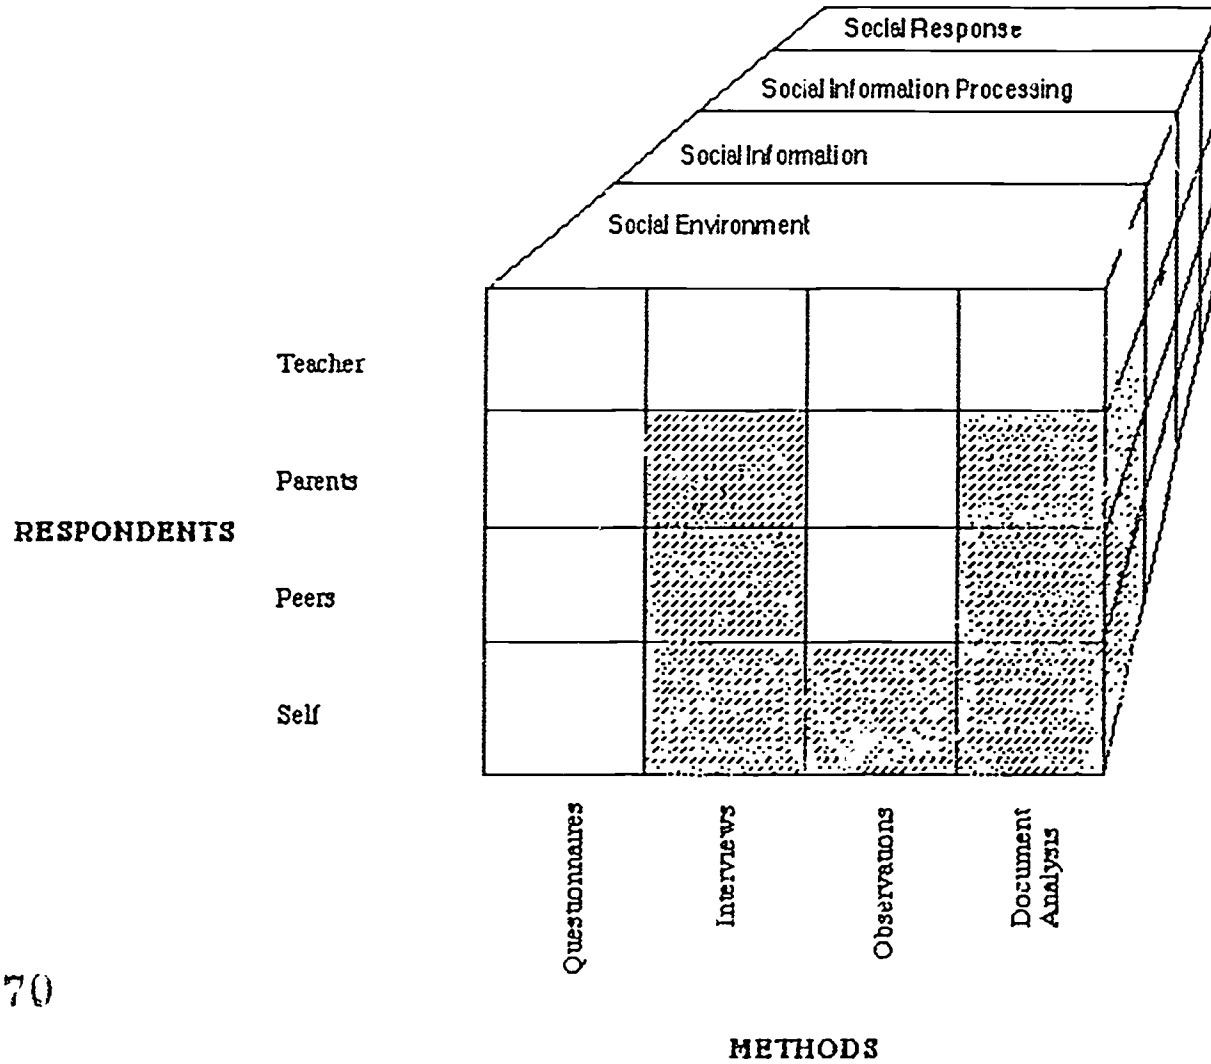 Social Response
Social Information Processing
Social Information
Social Environment
Teacher
Parents
RESPONDENTS
Peers
Self
Questionnaires
Interviews
Observations
Document
Analysis
70
METHODS